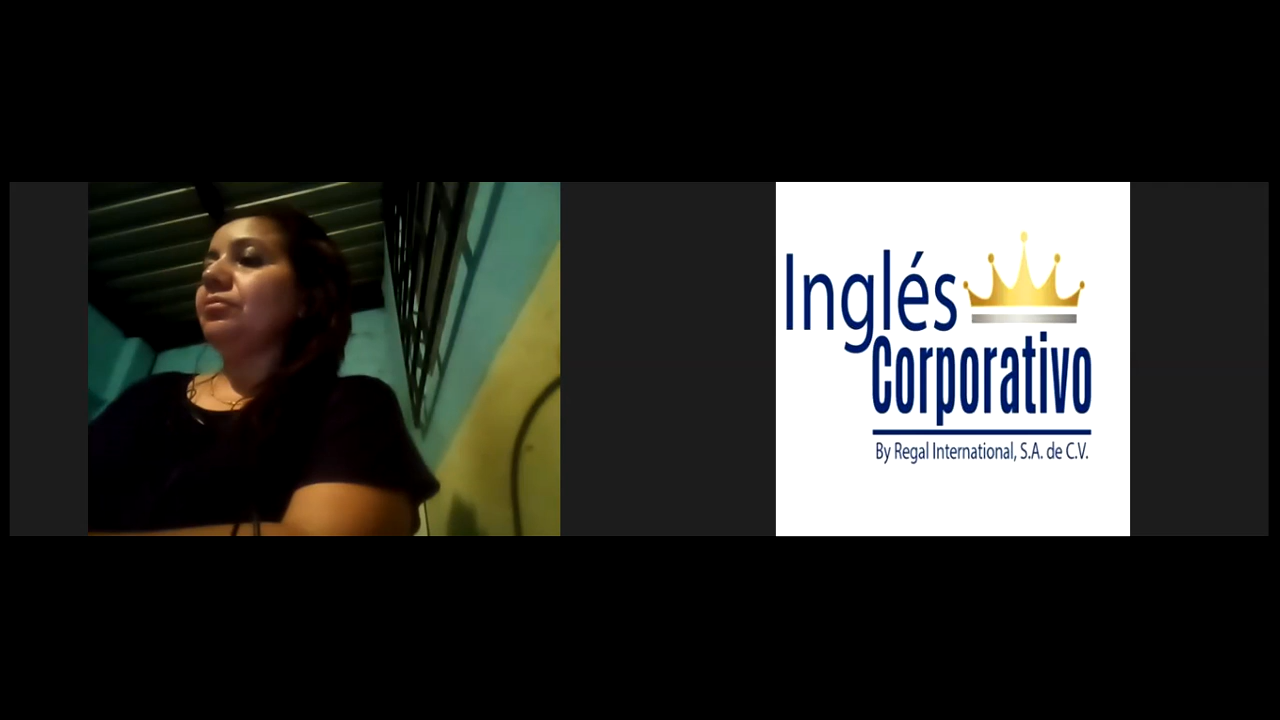 Inglés
Corporativo
By Regal International, S.A. de C.V.